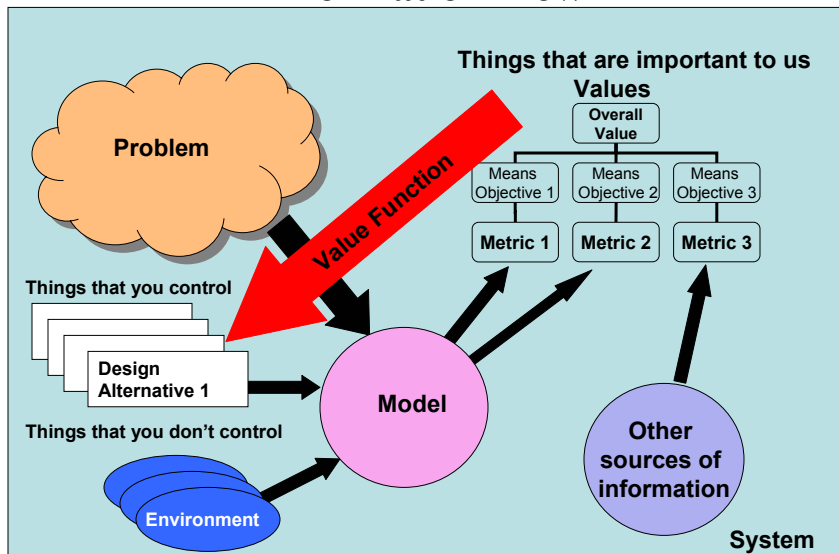 Things that are important to us
Values
Overall
Value
Problem
Means
Objective 1
Means
Objective 2
Means
Objective 3
Value Function
Metric 1
Metric 2
Metric 3
Things that you control
Design
Alternative 1
Model
Things that you don't control
Other
sources of
information
Environment
System